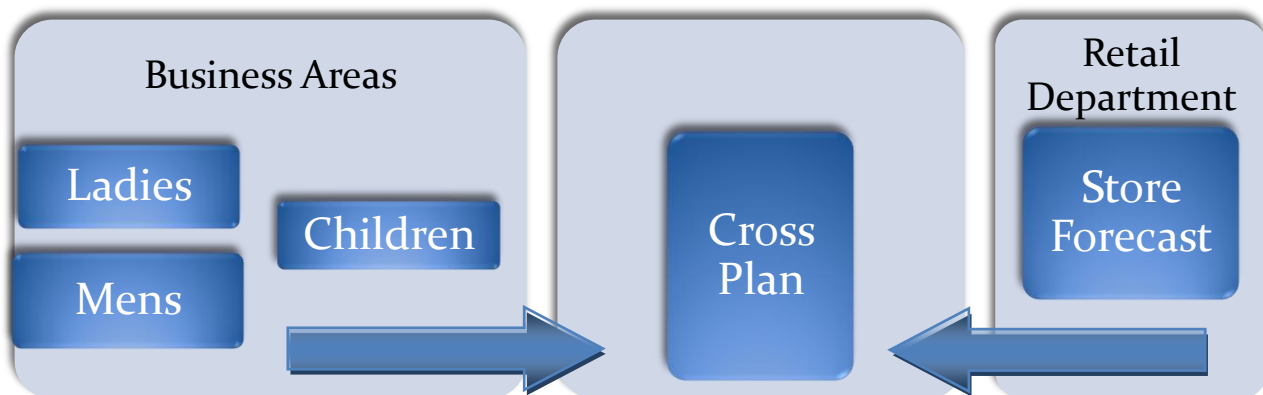 Business Areas
Ladies
Children
Mens
Cross
Plan
Retail
Department
Store
Forecast